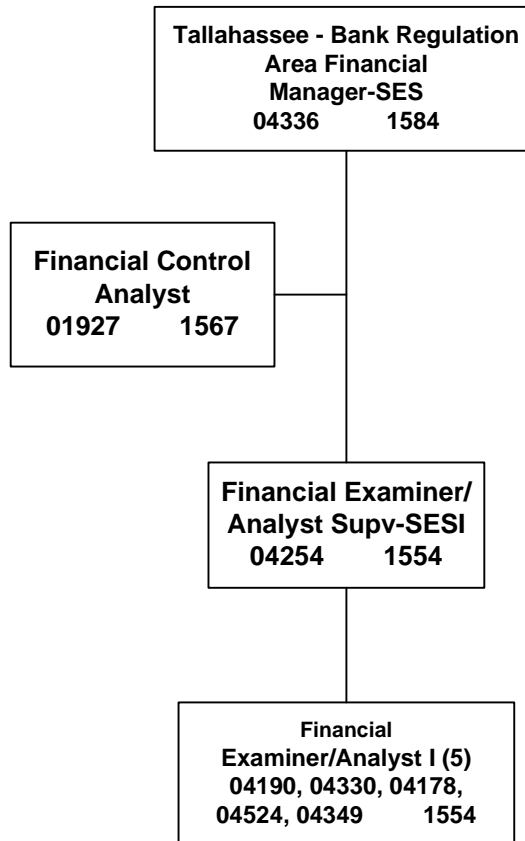 Tallahassee - Bank Regulation
Area Financial
Manager-SES
04336 1584
Financial Control
Analyst
01927 1567
Financial Examiner/
Analyst Supv-SESI
04254 1554
Financial
Examiner/Analyst I (5)
04190, 04330, 04178,
04524, 04349 1554